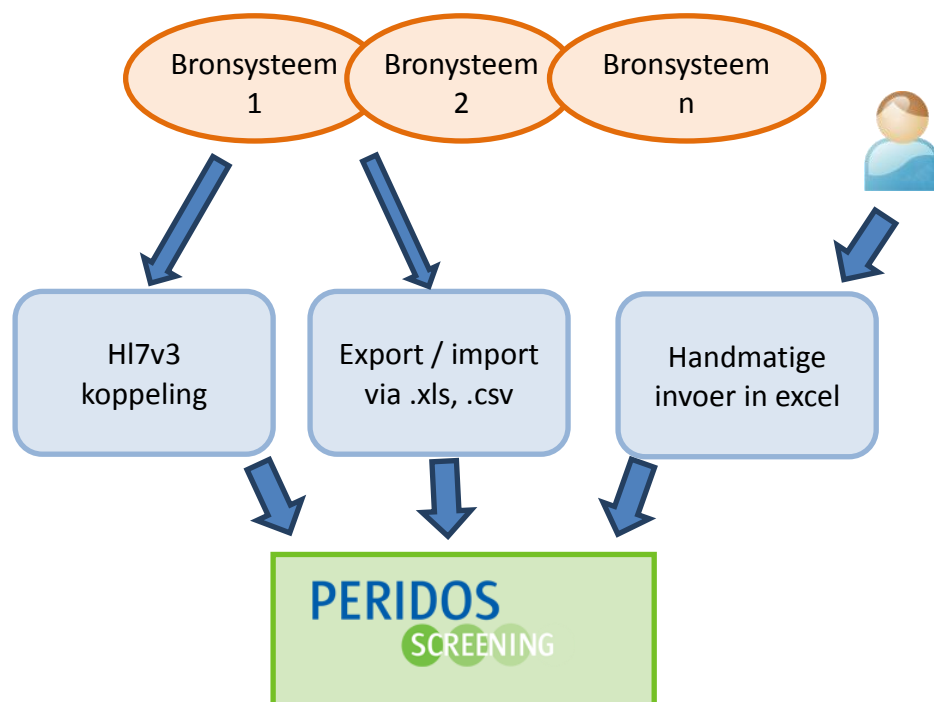 Bronsysteem
1
Bronysteem
2
Bronsysteem
n
Hl7v3
koppeling
Export / import
via .xls, .csv
Handmatige
invoer in excel
PERIDOS
SCREENING